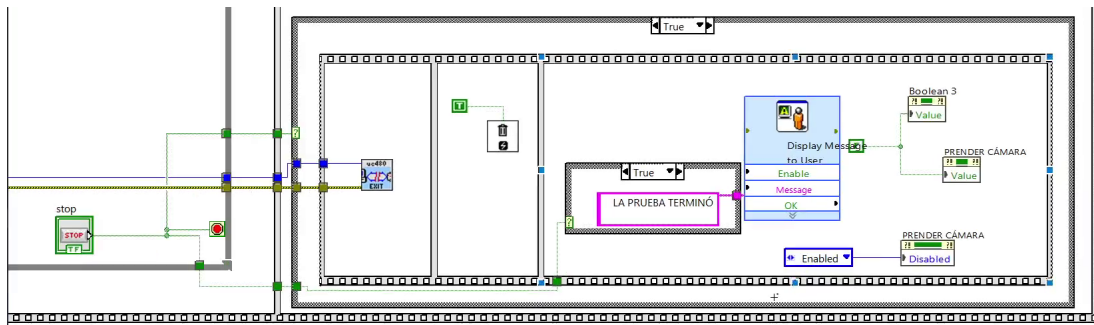 True
Boolean 3
Value
T
Display Message
to User
PRENDER CÁMARA
Value
uc480
EXIT
True
Enable
Message
OK
LA PRUEBA TERMINÓ
stop
STOP
TF
PRENDER CÁMARA
Enabled
Disabled